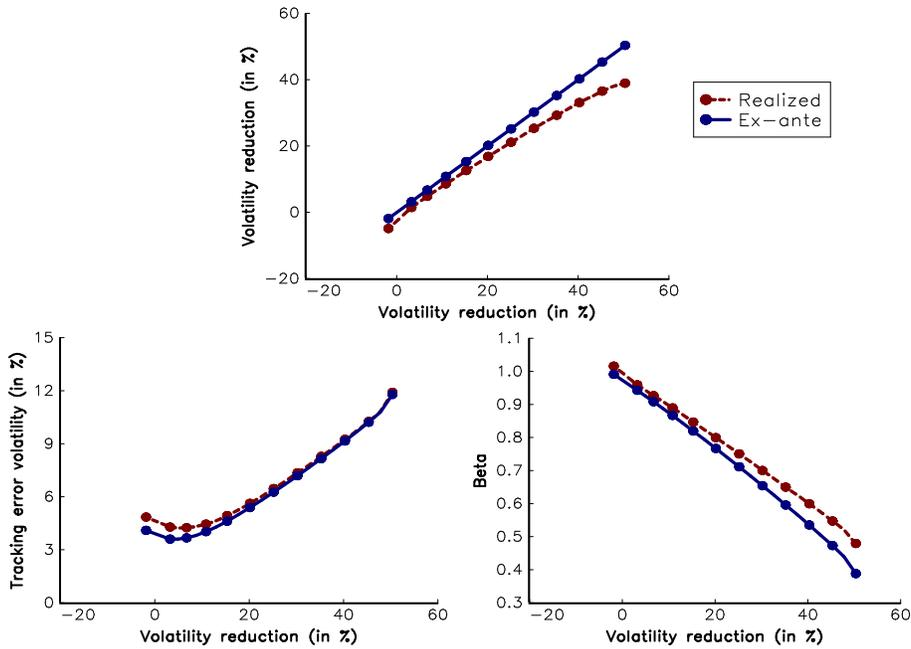 60
40
20
0
−20
Volatility reduction (in %)
−20 0 20 40 60
Volatility reduction (in %)
Realized
Ex−ante
15
12
9
6
3
0
Tracking error volatility (in %)
−20 0 20 40 60
Volatility reduction (in %)
1.1
1.0
0.9
0.8
0.7
0.6
0.5
0.4
0.3
Beta
−20 0 20 40 60
Volatility reduction (in %)